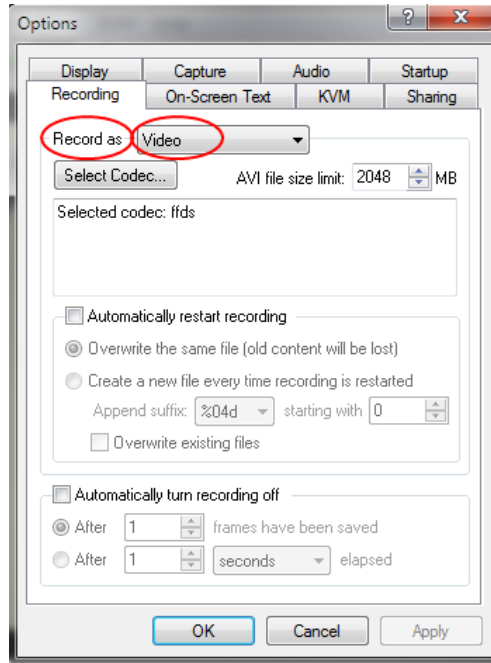 Options
Display Capture Audio Startup
Recording On-Screen Text KVM Sharing
Record as Video
Select Codec... AVI file size limit: 2048 MB
Selected codec: ffds
Automatically restart recording
Overwrite the same file (old content will be lost)
Create a new file every time recording is restarted
Append suffix: %04d starting with 0
Overwrite existing files
Automatically turn recording off
After 1 frames have been saved
After 1 seconds elapsed
OK Cancel Apply